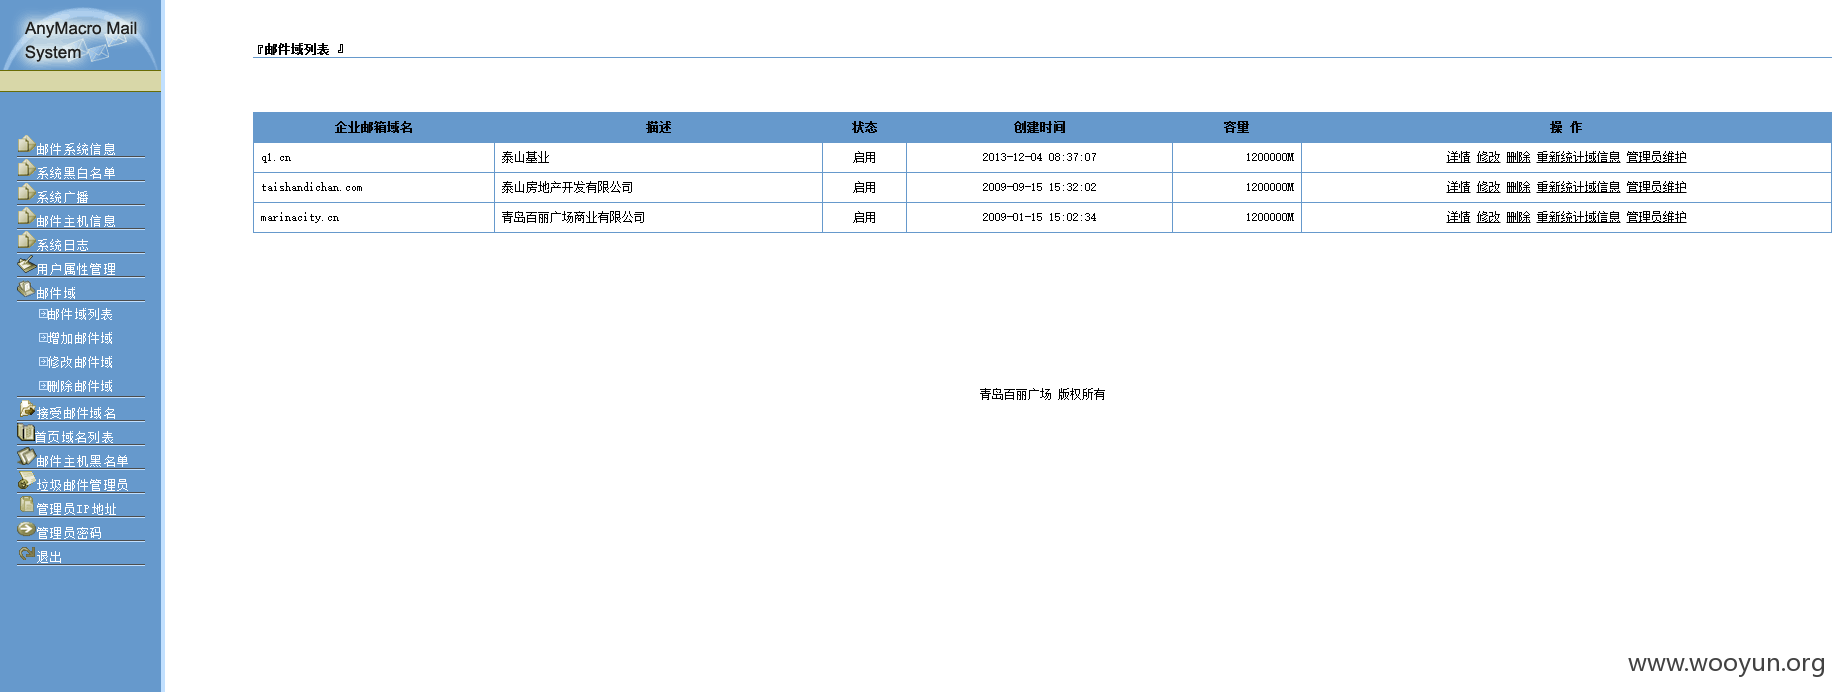 AnyMacro Mail
System
邮件系统信息
系统黑白名单
系统广播
邮件主机信息
系统日志
用户属性管理
邮件域
邮件域列表
增加邮件域
修改邮件域
删除邮件域
接受邮件域名
首页域名列表
邮件主机黑名单
垃圾邮件管理员
管理员IP地址
管理员密码
退出
『邮件域列表 』
企业邮箱域名 描述 状态 创建时间 容量 操 作
q1.cn 泰山基业 启用 2013-12-04 08:37:07 1200000M 详情 修改 删除 重新统计域信息 管理员维护
taishandichan.com 泰山房地产开发有限公司 启用 2009-09-15 15:32:02 1200000M 详情 修改 删除 重新统计域信息 管理员维护
marinacity.cn 青岛百丽广场商业有限公司 启用 2009-01-15 15:02:34 1200000M 详情 修改 删除 重新统计域信息 管理员维护
青岛百丽广场 版权所有
www.wooyun.org